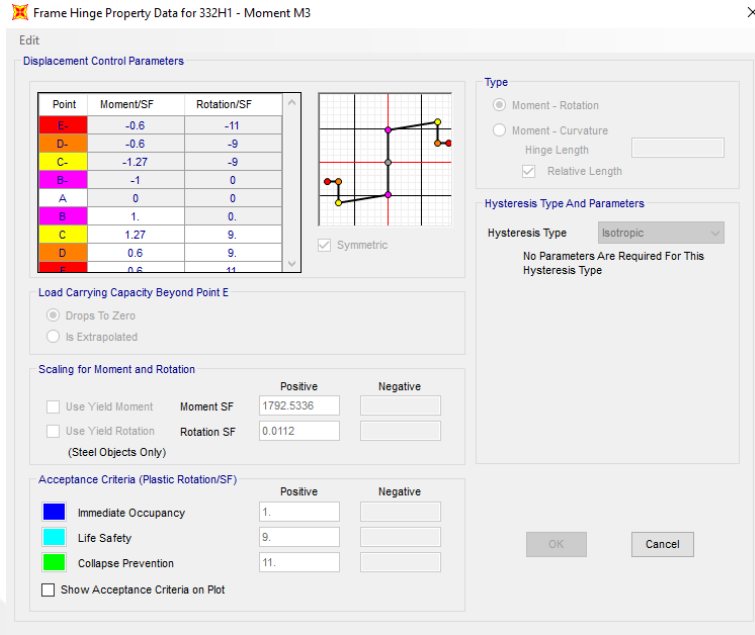 Frame Hinge Property Data for 332H1 - Moment M3
Edit
Displacement Control Parameters
Point Moment/SF Rotation/SF
E- -0.6 -11
D- -0.6 -9
C- -1.27 -9
B- -1 0
A 0 0
B 1. 0.
C 1.27 9.
D 0.6 9.
E 0.6 11.
Symmetric
Load Carrying Capacity Beyond Point E
Drops To Zero
Is Extrapolated
Scaling for Moment and Rotation
Positive Negative
Use Yield Moment Moment SF 1792.5336
Use Yield Rotation Rotation SF 0.0112
(Steel Objects Only)
Acceptance Criteria (Plastic Rotation/SF)
Positive Negative
Immediate Occupancy 1.
Life Safety 9.
Collapse Prevention 11.
Show Acceptance Criteria on Plot
Type
Moment - Rotation
Moment - Curvature
Hinge Length
Relative Length
Hysteresis Type And Parameters
Hysteresis Type Isotropic
No Parameters Are Required For This
Hysteresis Type
OK Cancel